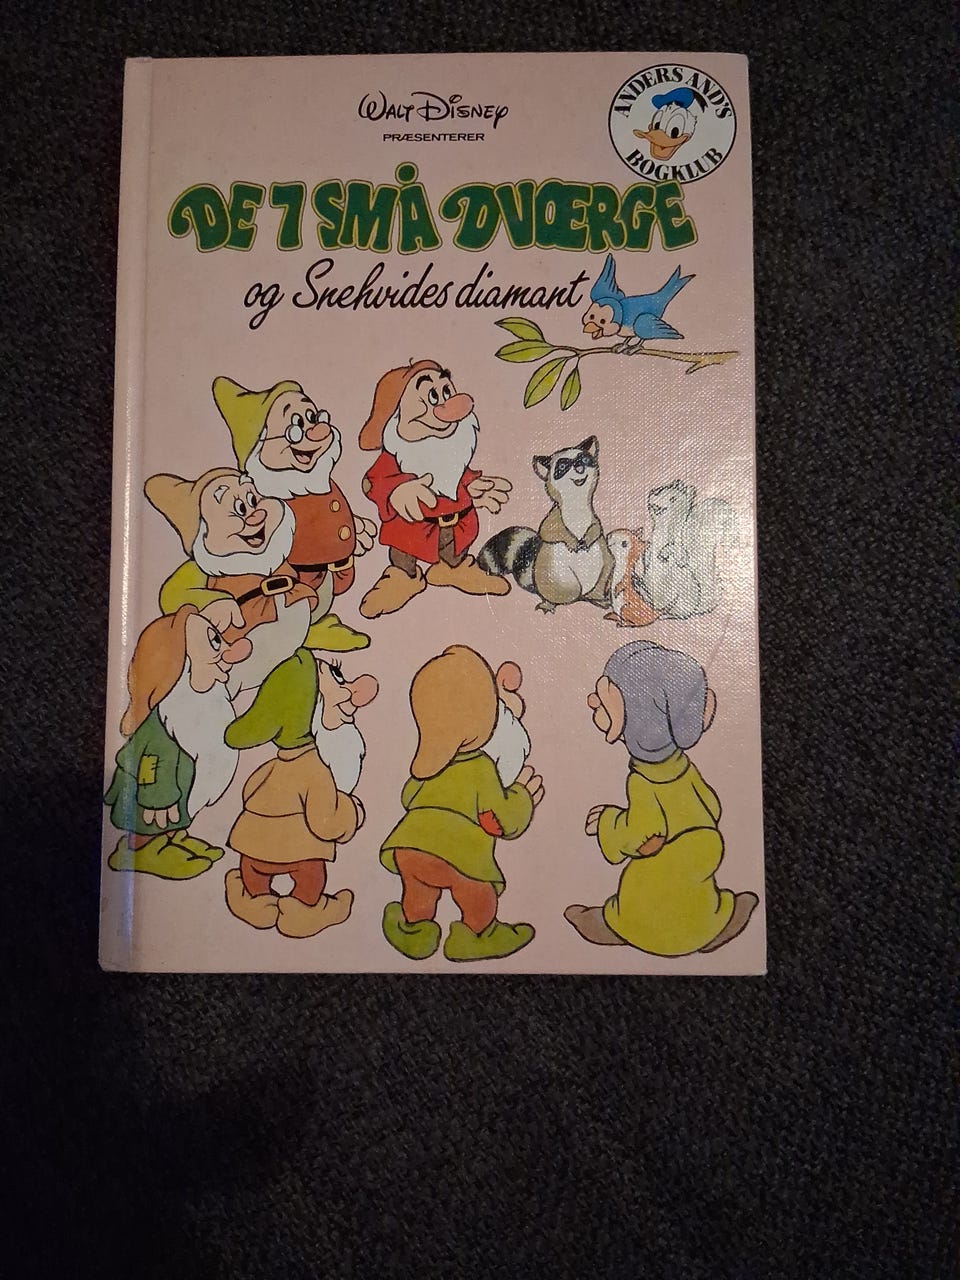 WALT DISNEY
PRÆSENTERER
ANDERS AND'S
BOGKLUB
DE 7 SMÅ DVÆRGE
og Snehvides diamant